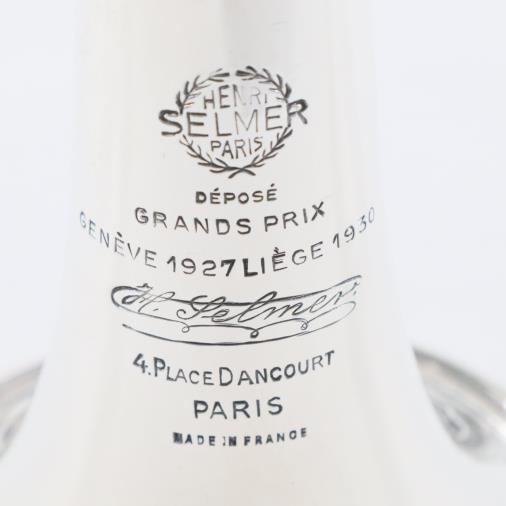 HENRI
SELMER
PARIS
DÉPOSÉ
GRANDS PRIX
GENÈVE 1927 LIÈGE 1930
H. Selmer.
4. PLACE DANCOURT
PARIS
MADE IN FRANCE